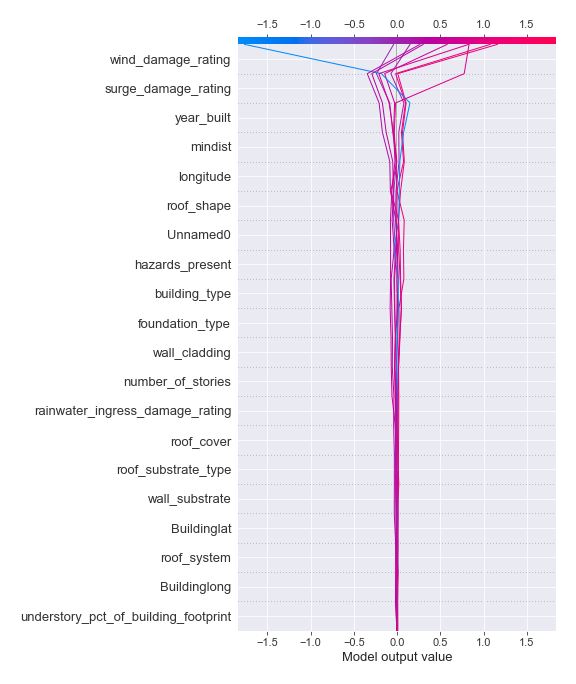 −1.5 −1.0 −0.5 0.0 0.5 1.0 1.5
wind_damage_rating
surge_damage_rating
year_built
mindist
longitude
roof_shape
Unnamed0
hazards_present
building_type
foundation_type
wall_cladding
number_of_stories
rainwater_ingress_damage_rating
roof_cover
roof_substrate_type
wall_substrate
Buildinglat
roof_system
Buildinglong
understory_pct_of_building_footprint
−1.5 −1.0 −0.5 0.0 0.5 1.0 1.5
Model output value